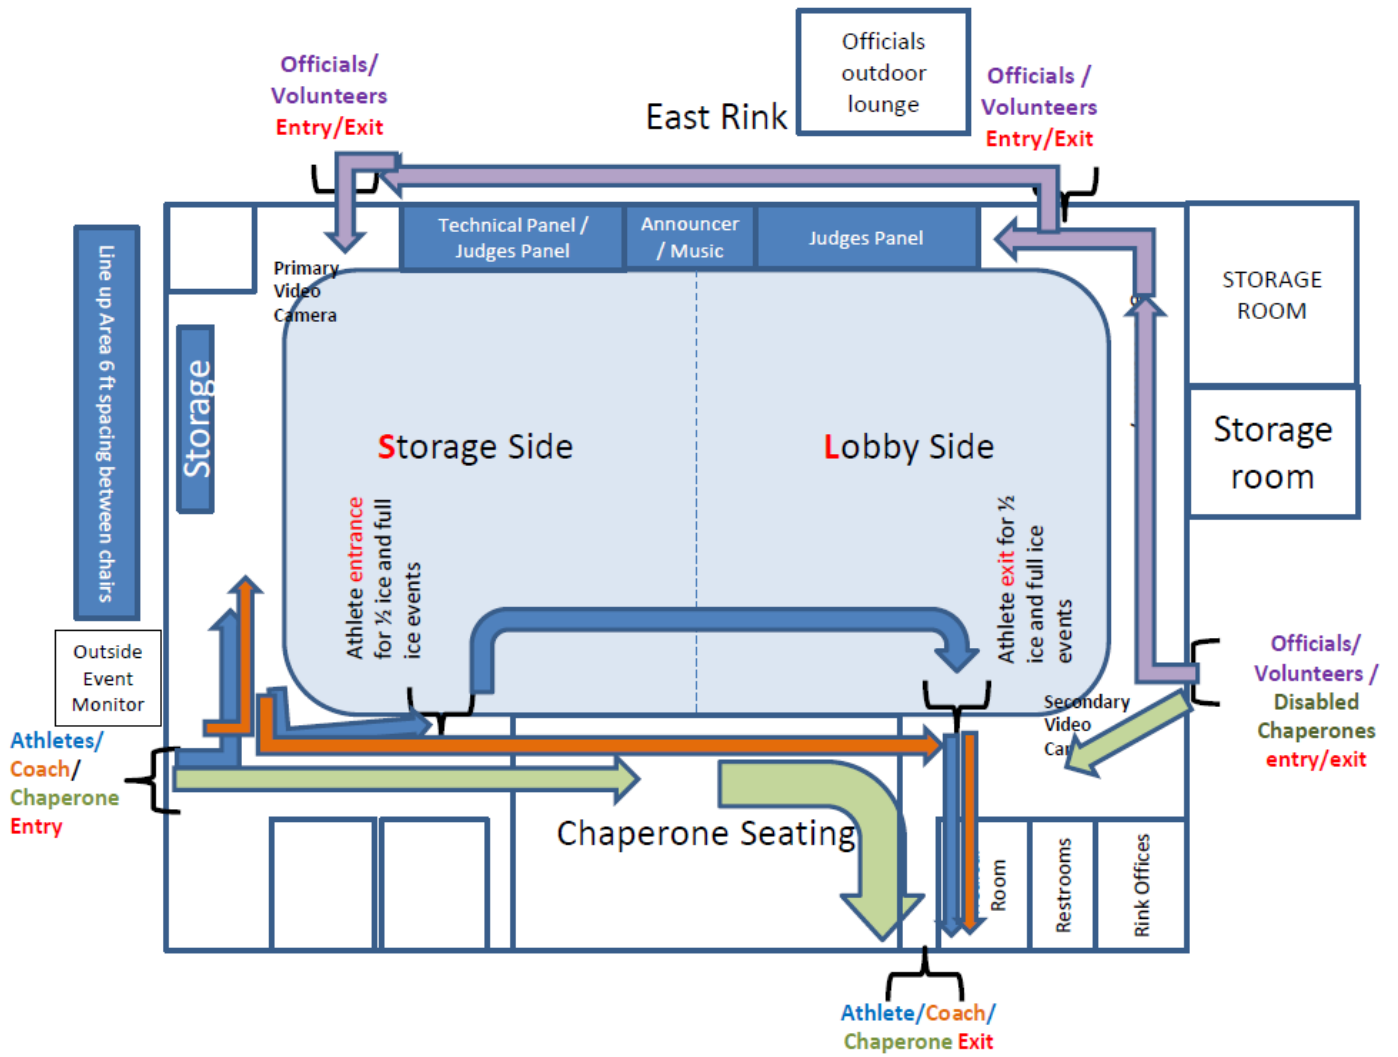 Officials
outdoor
lounge
Officials/
Volunteers
Entry/Exit
East Rink
Officials /
Volunteers
Entry/Exit
Technical Panel /
Judges Panel
Announcer
/ Music
Judges Panel
Line up Area 6 ft spacing between chairs
Primary
Video
Camera
STORAGE
ROOM
Storage
Storage
room
Storage Side
Lobby Side
Athlete entrance
for ½ ice and full
ice events
Athlete exit for ½
ice and full ice
events
Outside
Event
Monitor
Officials/
Volunteers /
Disabled
Chaperones
entry/exit
Secondary
Video
Athletes/
Coach/
Chaperone
Entry
Chaperone Seating
Room
Restrooms
Rink Offices
Athlete/Coach/
Chaperone Exit